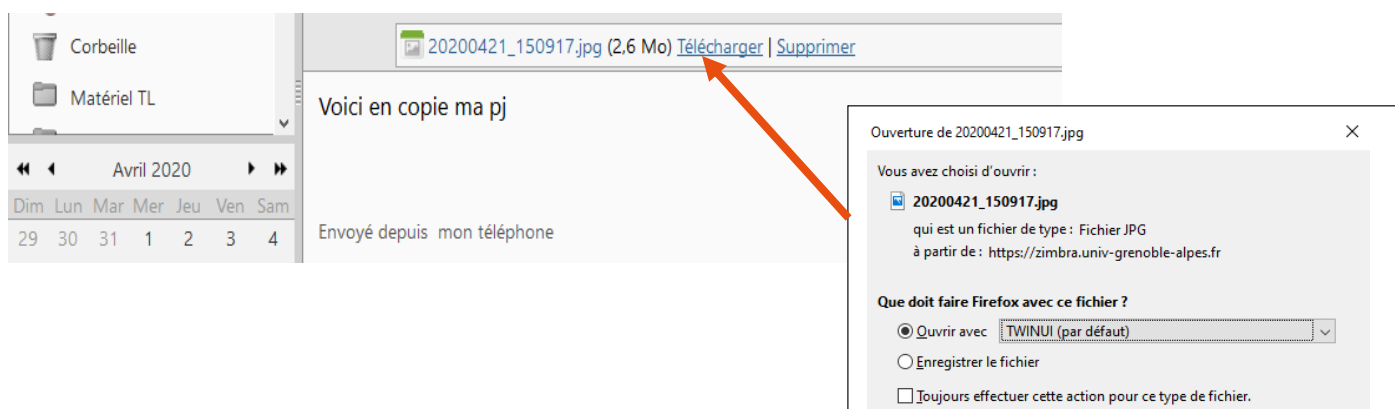 Corbeille
Matériel TL
Avril 2020
Dim Lun Mar Mer Jeu Ven Sam
29 30 31 1 2 3 4
20200421_150917.jpg (2,6 Mo) Télécharger | Supprimer
Voici en copie ma pj
Envoyé depuis mon téléphone
Ouverture de 20200421_150917.jpg
Vous avez choisi d'ouvrir :
20200421_150917.jpg
qui est un fichier de type : Fichier JPG
à partir de : https://zimbra.univ-grenoble-alpes.fr
Que doit faire Firefox avec ce fichier ?
Ouvrir avec TWINUI (par défaut)
Enregistrer le fichier
Toujours effectuer cette action pour ce type de fichier.